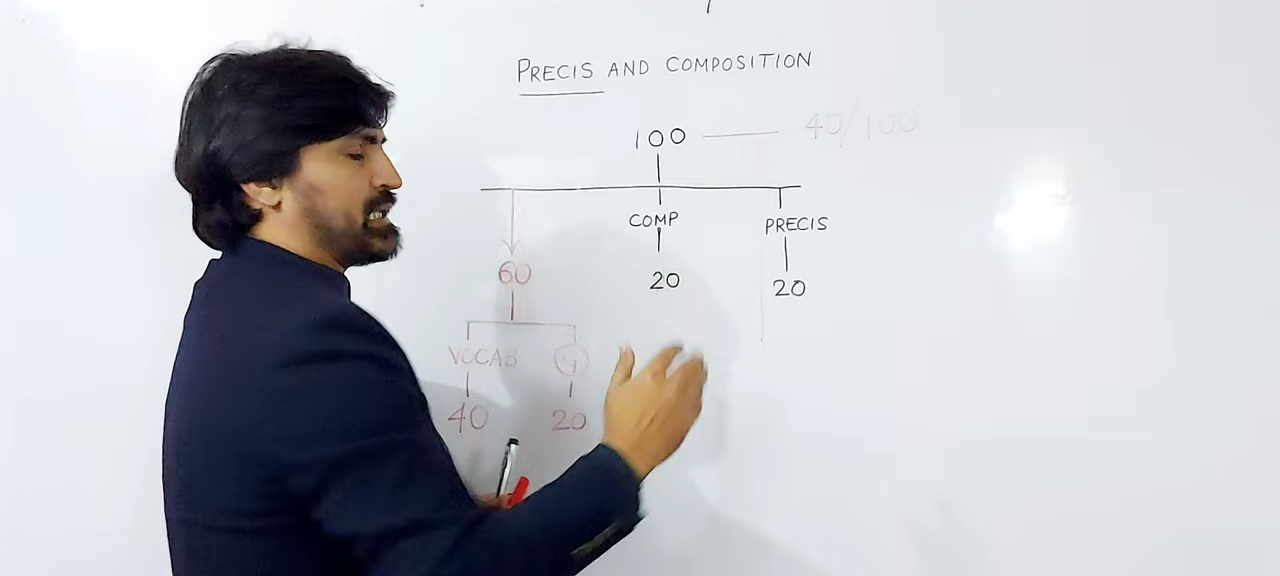 PRECIS AND COMPOSITION
100 — 40/100
COMP PRECIS
60 20 20
VOCAB G
40 20